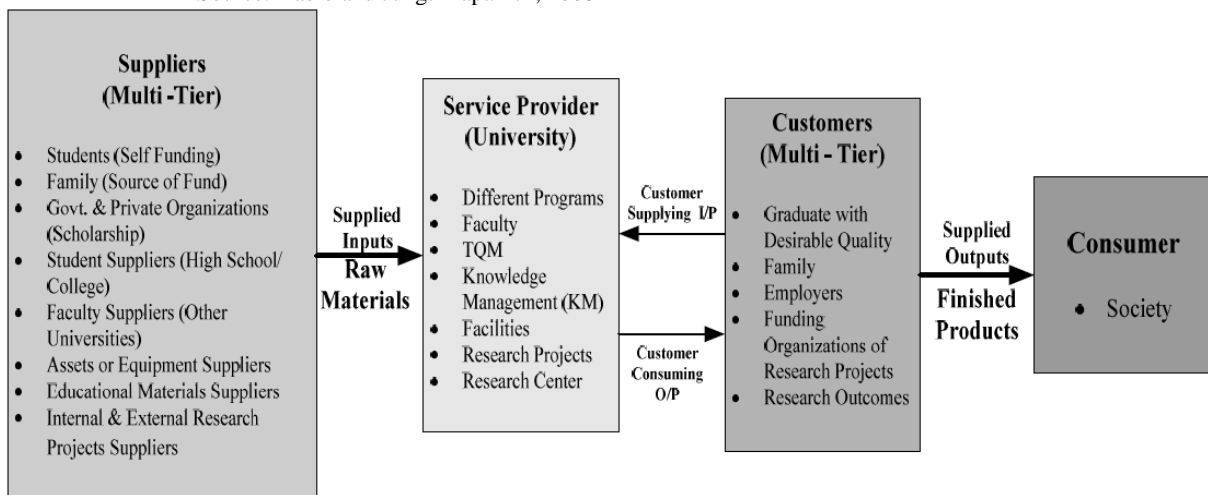 Suppliers
(Multi -Tier)
• Students (Self Funding)
• Family (Source of Fund)
• Govt. & Private Organizations
(Scholarship)
• Student Suppliers (High School/
College)
• Faculty Suppliers (Other
Universities)
• Assets or Equipment Suppliers
• Educational Materials Suppliers
• Internal & External Research
Projects Suppliers
Supplied
Inputs
Raw
Materials
Service Provider
(University)
• Different Programs
• Faculty
• TQM
• Knowledge
Management (KM)
• Facilities
• Research Projects
• Research Center
Customer
Supplying I/P
Customer
Consuming
O/P
Customers
(Multi - Tier)
• Graduate with
Desirable Quality
• Family
• Employers
• Funding
Organizations of
Research Projects
• Research Outcomes
Supplied
Outputs
Finished
Products
Consumer
• Society